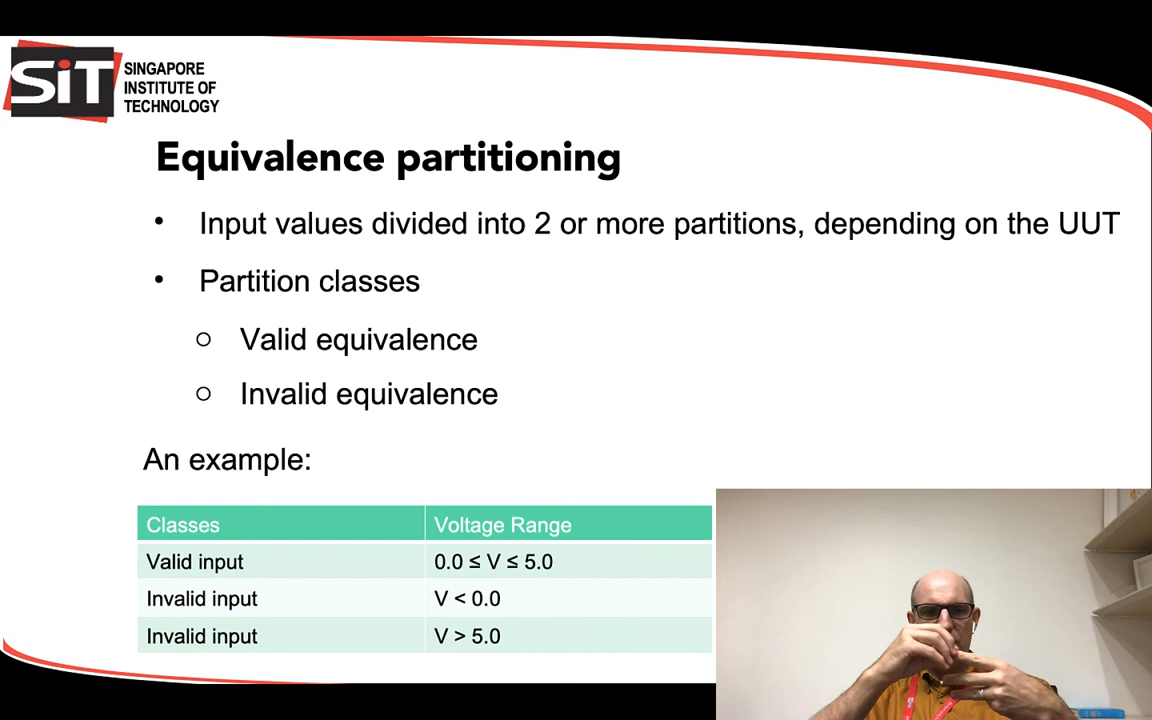 SiT
SINGAPORE
INSTITUTE OF
TECHNOLOGY
Equivalence partitioning
• Input values divided into 2 or more partitions, depending on the UUT
• Partition classes
○ Valid equivalence
○ Invalid equivalence
An example:
Classes Voltage Range
Valid input 0.0 ≤ V ≤ 5.0
Invalid input V < 0.0
Invalid input V > 5.0